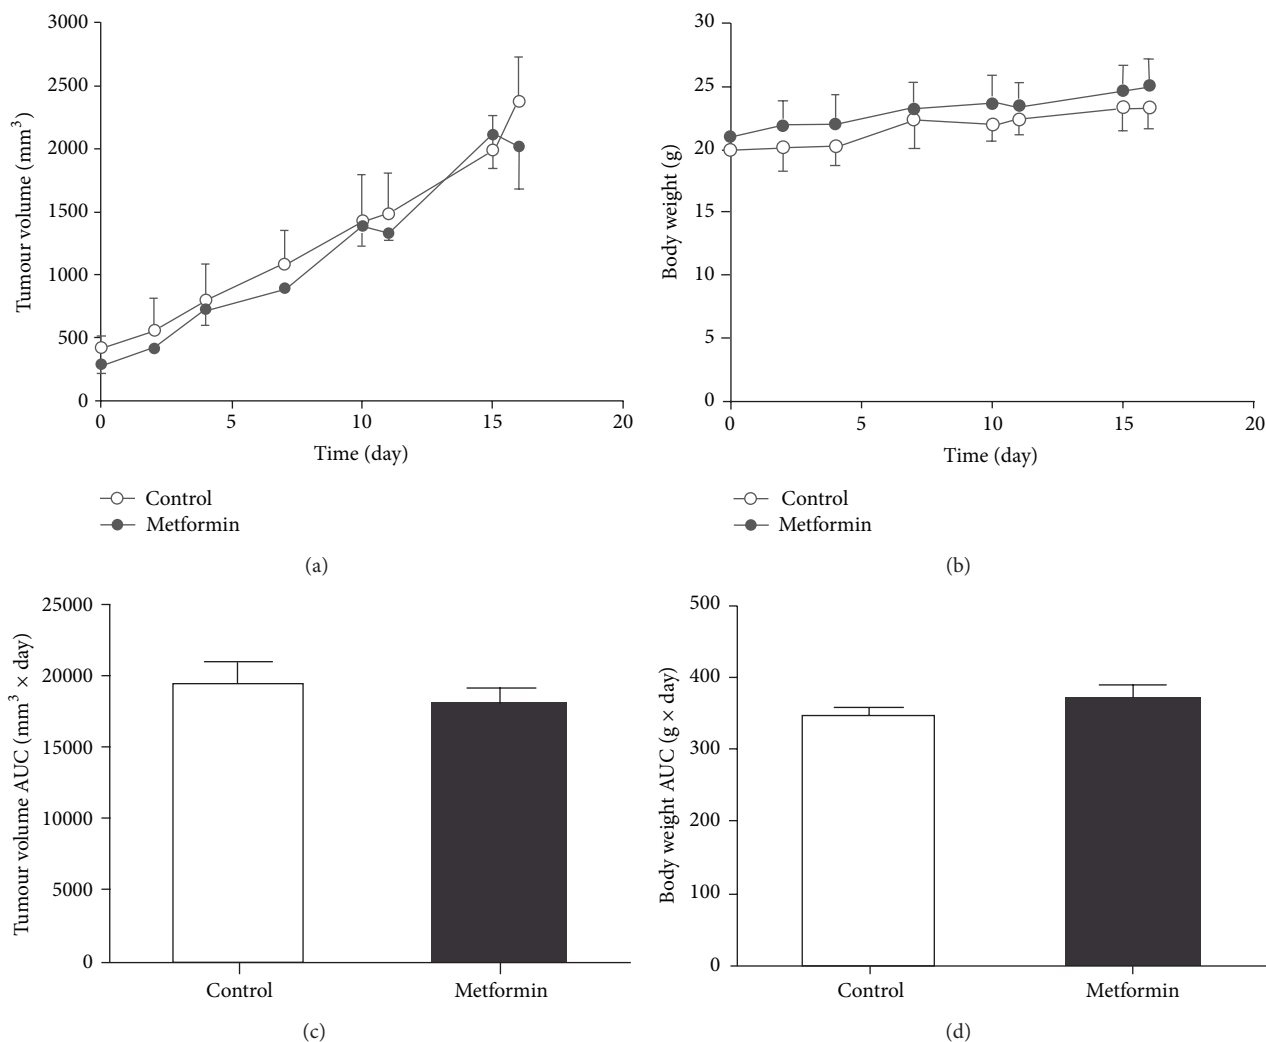 3000
2500
2000
1500
1000
500
0
Tumour volume (mm³)
0 5 10 15 20
Time (day)
Control
Metformin
(a)
30
25
20
15
10
5
0
Body weight (g)
0 5 10 15 20
Time (day)
Control
Metformin
(b)
25000
20000
15000
10000
5000
0
Tumour volume AUC (mm³ × day)
Control Metformin
(c)
500
400
300
200
100
0
Body weight AUC (g × day)
Control Metformin
(d)